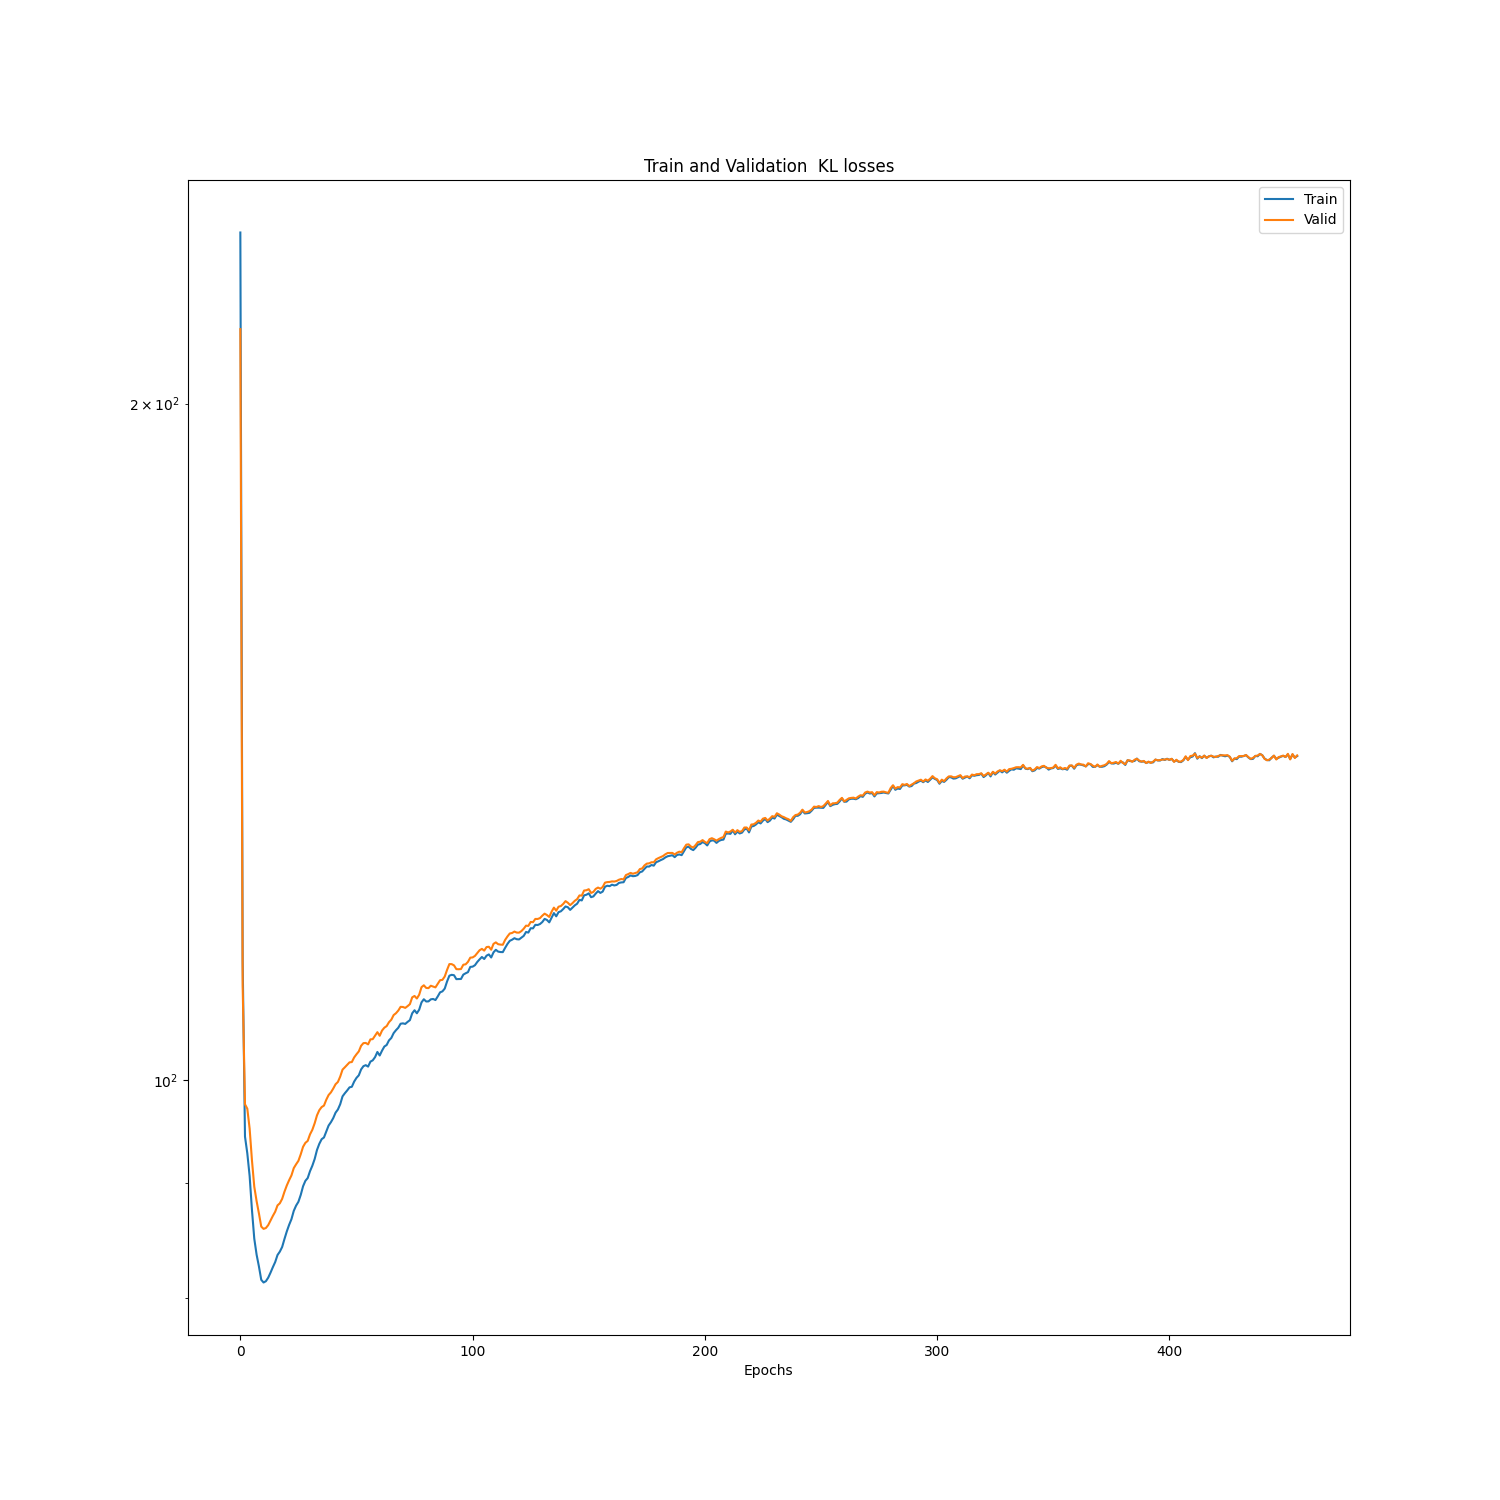 Train and Validation  KL losses
Train
Valid
2 × 10²
10²
0 100 200 300 400
Epochs